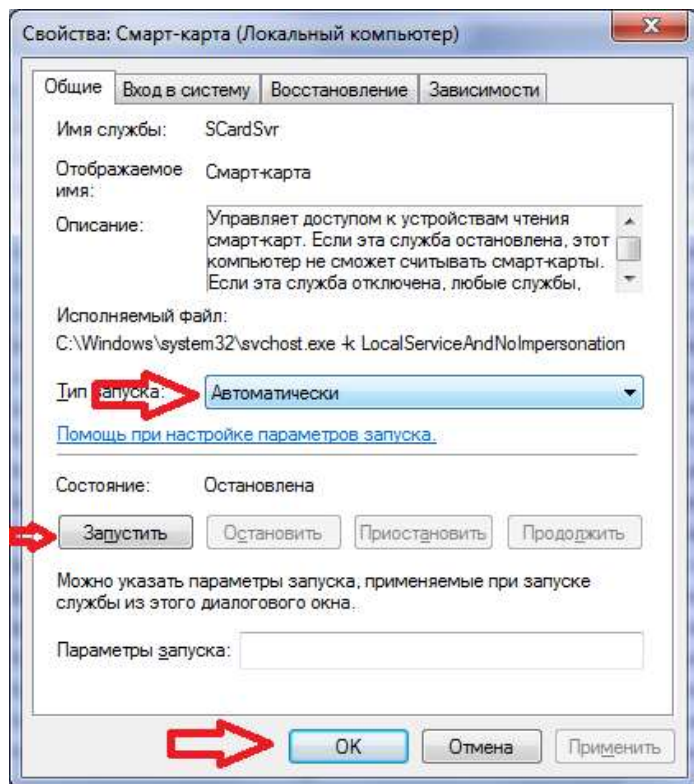 Свойства: Смарт-карта (Локальный компьютер)
Общие Вход в систему Восстановление Зависимости
Имя службы: SCardSvr
Отображаемое имя: Смарт-карта
Описание: Управляет доступом к устройствам чтения
смарт-карт. Если эта служба остановлена, этот
компьютер не сможет считывать смарт-карты.
Если эта служба отключена, любые службы,
Исполняемый файл:
C:\Windows\system32\svchost.exe -k LocalServiceAndNoImpersonation
Тип запуска: Автоматически
Помощь при настройке параметров запуска.
Состояние: Остановлена
Запустить Остановить Приостановить Продолжить
Можно указать параметры запуска, применяемые при запуске
службы из этого диалогового окна.
Параметры запуска:
OK Отмена Применить